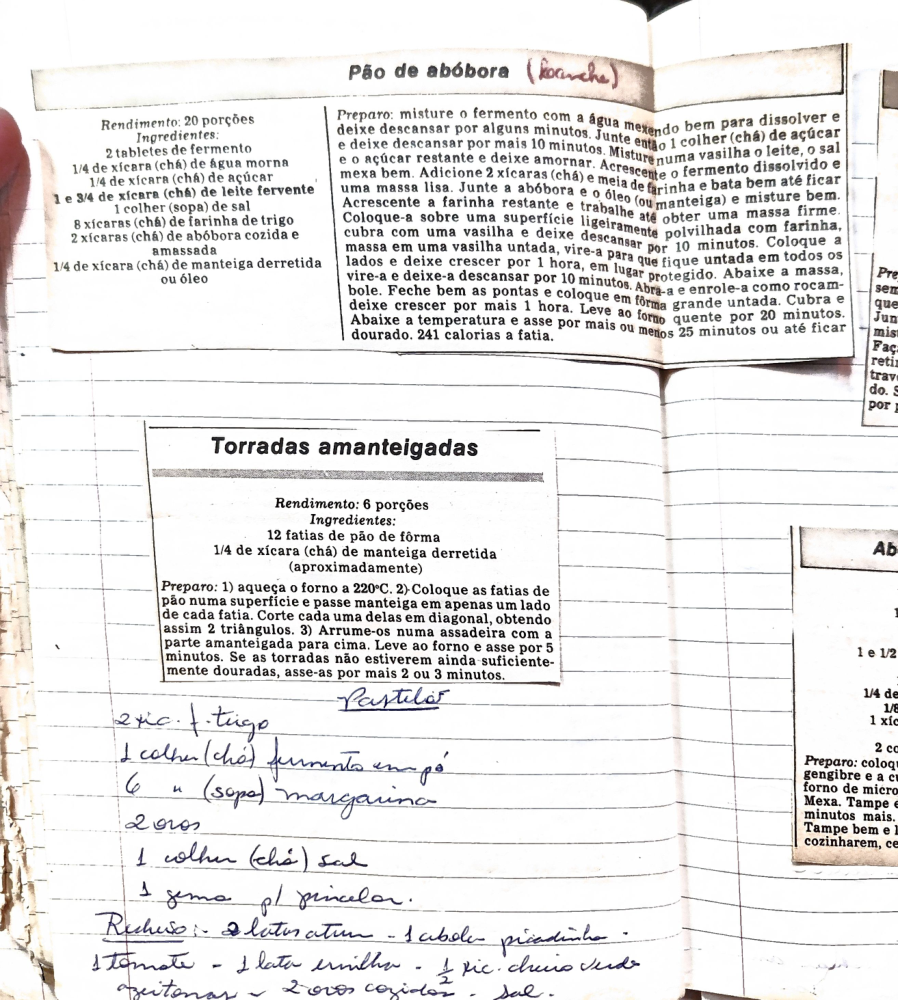 Pão de abóbora
Rendimento: 20 porções
Ingredientes:
2 tabletes de fermento
1/4 de xícara (chá) de água morna
1/4 de xícara (chá) de açúcar
1 e 3/4 de xícara (chá) de leite fervente
1 colher (sopa) de sal
8 xícaras (chá) de farinha de trigo
2 xícaras (chá) de abóbora cozida e
amassada
1/4 de xícara (chá) de manteiga derretida
ou óleo
Preparo: misture o fermento com a água mexendo bem para dissolver e
deixe descansar por alguns minutos. Junte então 1 colher (chá) de açúcar
e deixe descansar por mais 10 minutos. Misture numa vasilha o leite, o sal
e o açúcar restante e deixe amornar. Acrescente o fermento dissolvido e
mexa bem. Adicione 2 xícaras (chá) e meia de farinha e bata bem até ficar
uma massa lisa. Junte a abóbora e o óleo (ou manteiga) e misture bem.
Acrescente a farinha restante e trabalhe até obter uma massa firme.
Coloque-a sobre uma superfície ligeiramente polvilhada com farinha,
cubra com uma vasilha e deixe descansar por 10 minutos. Coloque a
massa em uma vasilha untada, vire-a para que fique untada em todos os
lados e deixe crescer por 1 hora, em lugar protegido. Abaixe a massa,
vire-a e deixe-a descansar por 10 minutos. Abra-a e enrole-a como rocam-
bole. Feche bem as pontas e coloque em fôrma grande untada. Cubra e
deixe crescer por mais 1 hora. Leve ao forno quente por 20 minutos.
Abaixe a temperatura e asse por mais ou menos 25 minutos ou até ficar
dourado. 241 calorias a fatia.
Torradas amanteigadas
Rendimento: 6 porções
Ingredientes:
12 fatias de pão de fôrma
1/4 de xícara (chá) de manteiga derretida
(aproximadamente)
Preparo: 1) aqueça o forno a 220°C. 2) Coloque as fatias de
pão numa superfície e passe manteiga em apenas um lado
de cada fatia. Corte cada uma delas em diagonal, obtendo
assim 2 triângulos. 3) Arrume-os numa assadeira com a
parte amanteigada para cima. Leve ao forno e asse por 5
minutos. Se as torradas não estiverem ainda suficiente-
mente douradas, asse-as por mais 2 ou 3 minutos.
Pastelão
2 xic. f. trigo
1 colher (chá) fermento em pó
6 " (sopa) margarina
2 ovos
1 colher (chá) sal
1 gema p/ pincelar.
Recheio:- 2 latas atum - 1 cebola picadinha -
1 tomate - 1 lata ervilha - 1/2 xic. cheiro verde
azeitonas - 2 ovos cozidos - sal.
Pre
sem
que
Jun
mis
Faç
reti
trav
do. S
por p
Ab
1
1 e 1/2
1/4 de
1/8
1 xíc
2 co
Preparo: coloq
gengibre e a c
forno de micro
Mexa. Tampe e
minutos mais.
Tampe bem e l
cozinharem, ce